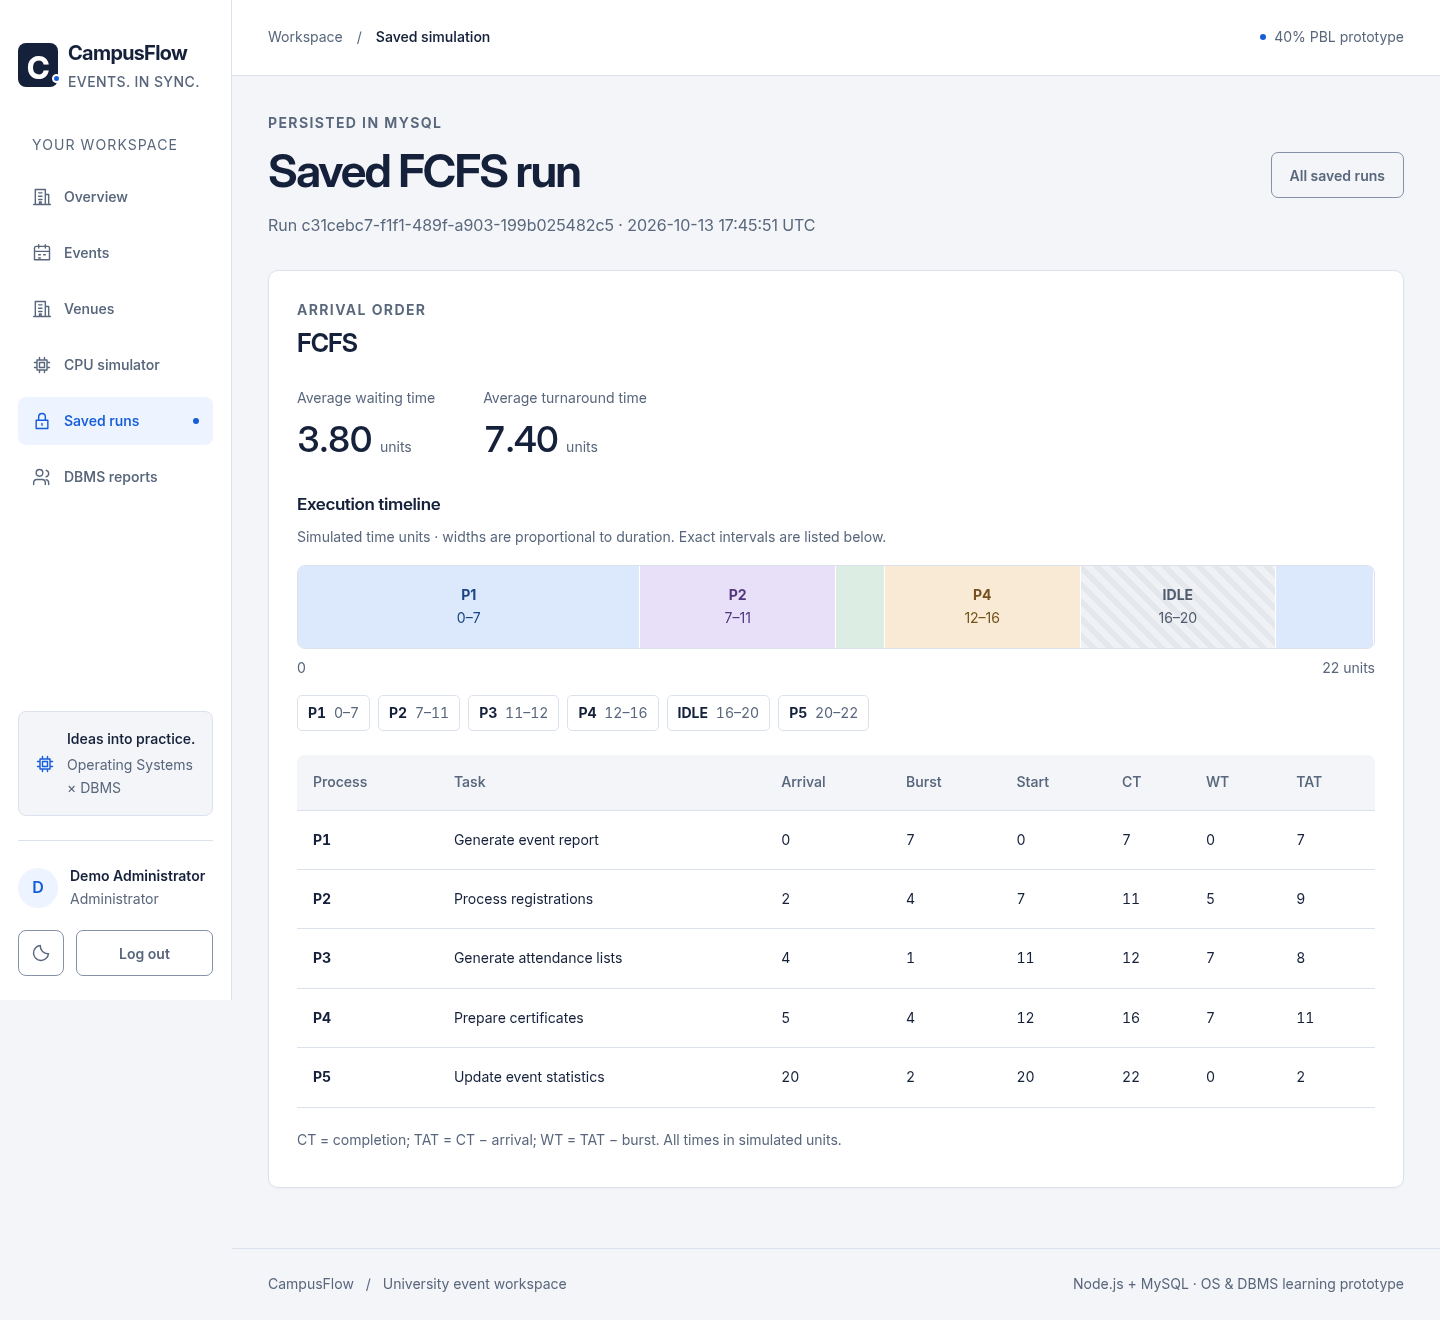 C
CampusFlow
EVENTS. IN SYNC.
YOUR WORKSPACE
Overview
Events
Venues
CPU simulator
Saved runs
DBMS reports
Ideas into practice.
Operating Systems
× DBMS
D
Demo Administrator
Administrator
Log out
Workspace / Saved simulation
40% PBL prototype
PERSISTED IN MYSQL
Saved FCFS run
All saved runs
Run c31cebc7-f1f1-489f-a903-199b025482c5 · 2026-10-13 17:45:51 UTC
ARRIVAL ORDER
FCFS
Average waiting time Average turnaround time
3.80 units 7.40 units
Execution timeline
Simulated time units · widths are proportional to duration. Exact intervals are listed below.
P1 P2 P4 IDLE
0–7 7–11 12–16 16–20
0 22 units
P1 0–7 P2 7–11 P3 11–12 P4 12–16 IDLE 16–20 P5 20–22
Process Task Arrival Burst Start CT WT TAT
P1 Generate event report 0 7 0 7 0 7
P2 Process registrations 2 4 7 11 5 9
P3 Generate attendance lists 4 1 11 12 7 8
P4 Prepare certificates 5 4 12 16 7 11
P5 Update event statistics 20 2 20 22 0 2
CT = completion; TAT = CT − arrival; WT = TAT − burst. All times in simulated units.
CampusFlow / University event workspace
Node.js + MySQL · OS & DBMS learning prototype